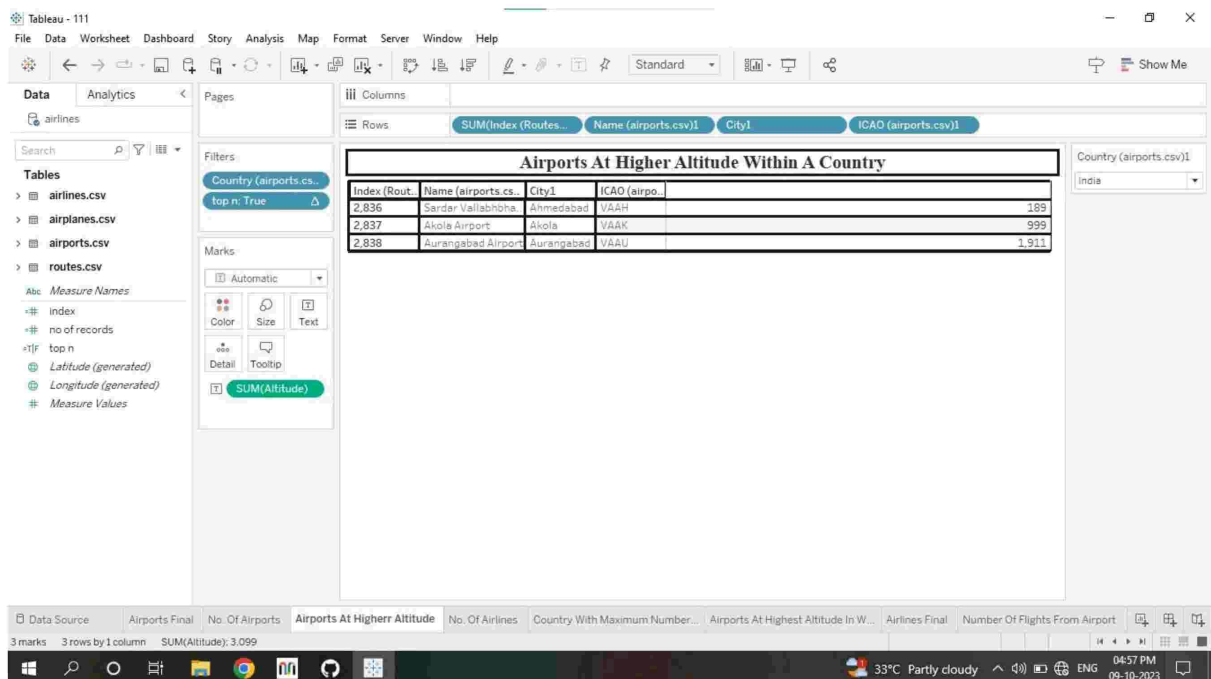 Tableau - 111
File Data Worksheet Dashboard Story Analysis Map Format Server Window Help
Standard Show Me
Data Analytics Pages Columns
airlines Rows SUM(Index (Routes... Name (airports.csv)1 City1 ICAO (airports.csv)1
Search
Tables
airlines.csv
airplanes.csv
airports.csv
routes.csv
Abc Measure Names
index
no of records
T|F top n
Latitude (generated)
Longitude (generated)
Measure Values
Filters
Country (airports.cs..
top n: True
Marks
Automatic
Color Size Text
Detail Tooltip
SUM(Altitude)
Airports At Higher Altitude Within A Country
Index (Rout.. Name (airports.cs.. City1 ICAO (airpo..
2,836 Sardar Vallabhbha.. Ahmedabad VAAH 189
2,837 Akola Airport Akola VAAK 999
2,838 Aurangabad Airport Aurangabad VAAU 1,911
Country (airports.csv)1
India
Data Source Airports Final No. Of Airports Airports At Higherr Altitude No. Of Airlines Country With Maximum Number... Airports At Highest Altitude In W... Airlines Final Number Of Flights From Airport
3 marks 3 rows by 1 column SUM(Altitude): 3,099
33°C Partly cloudy ENG 04:57 PM
09-10-2023